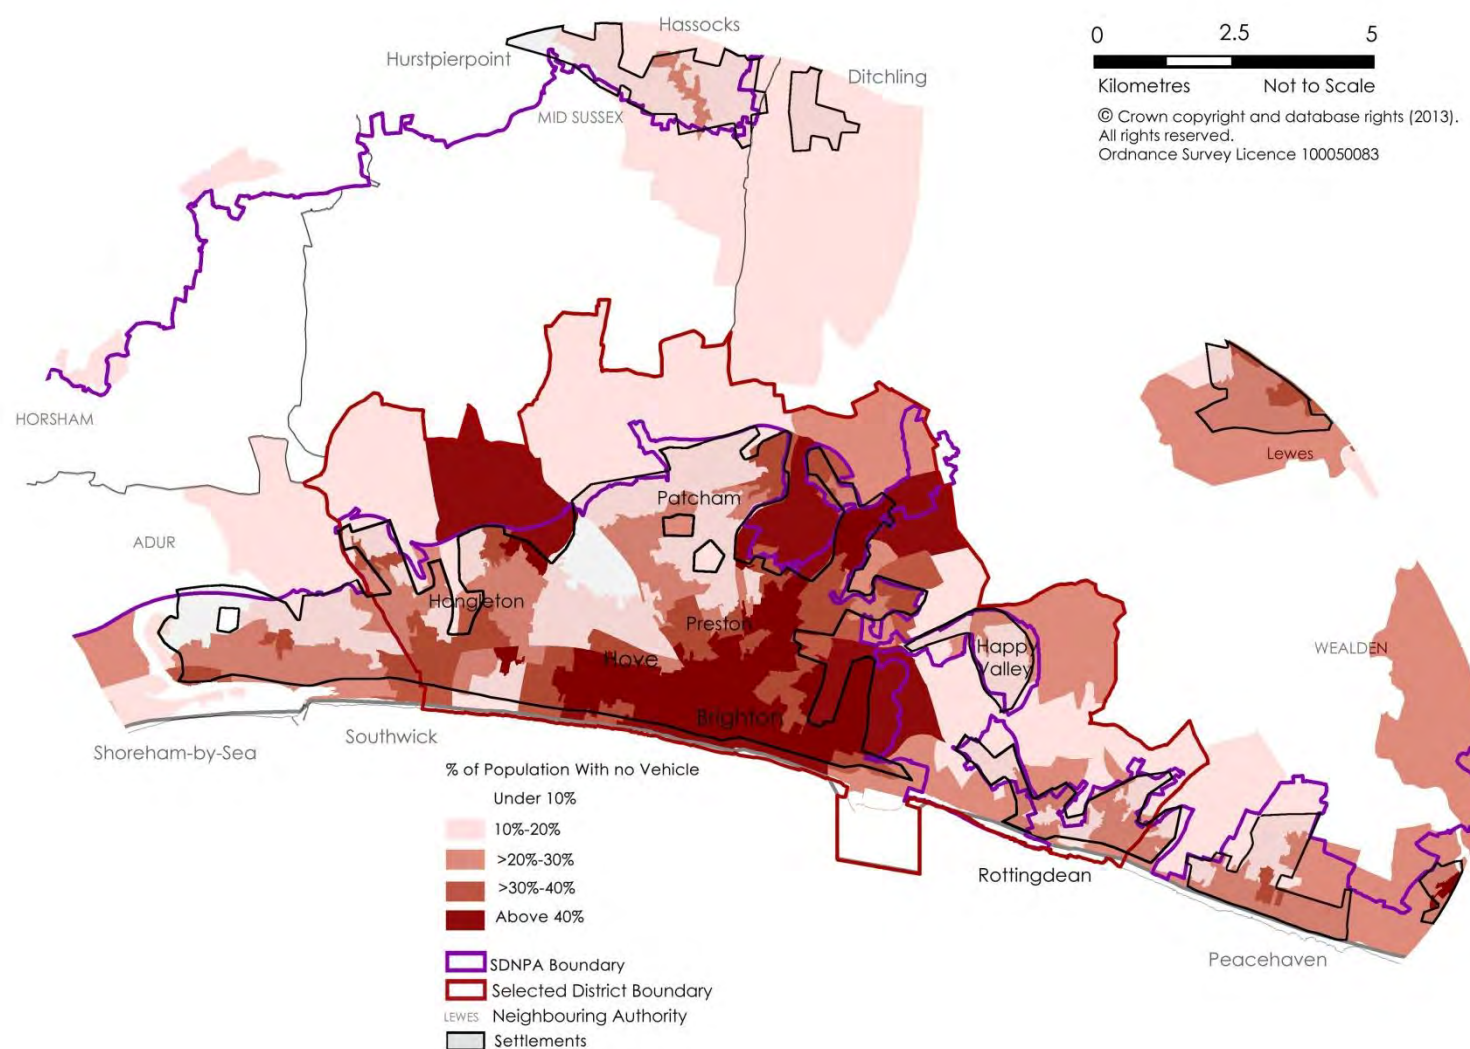 Hassocks
Hurstpierpoint
Ditchling
MID SUSSEX
0 2.5 5
Kilometres Not to Scale
© Crown copyright and database rights (2013).
All rights reserved.
Ordnance Survey Licence 100050083
HORSHAM
Lewes
Patcham
ADUR
Hangleton
Preston
Hove
Happy
Valley
WEALDEN
Brighton
Southwick
Shoreham-by-Sea
Rottingdean
Peacehaven
% of Population With no Vehicle
Under 10%
10%-20%
>20%-30%
>30%-40%
Above 40%
SDNPA Boundary
Selected District Boundary
LEWES Neighbouring Authority
Settlements